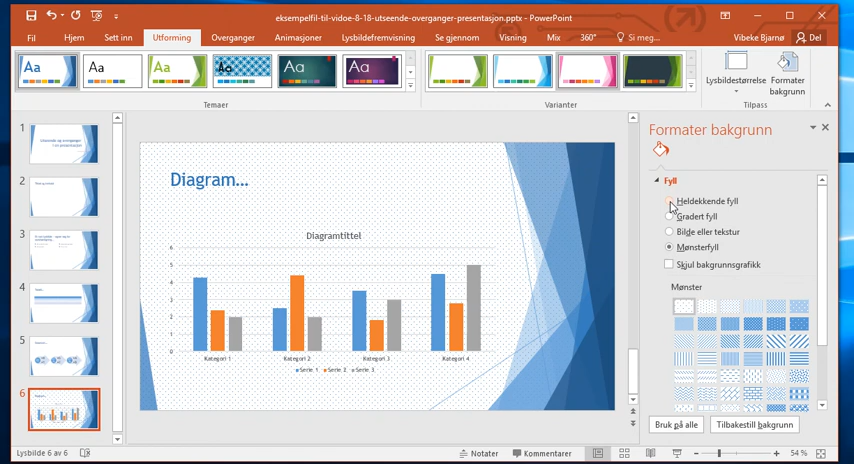 eksempelfil-til-vidoe-8-18-utseende-overganger-presentasjon.pptx - PowerPoint
Fil Hjem Sett inn Utforming Overganger Animasjoner Lysbildefremvisning Se gjennom Visning Mix 360° Si meg... Vibeke Bjarnø Del
Aa Aa Aa Aa Aa Aa
Lysbildestørrelse
Formater
bakgrunn
Temaer Varianter Tilpass
1
2
3
4
5
6
Diagram...
Diagramtittel
6
5
4
3
2
1
0
Kategori 1 Kategori 2 Kategori 3 Kategori 4
Serie 1 Serie 2 Serie 3
Formater bakgrunn
Fyll
Heldekkende fyll
Gradert fyll
Bilde eller tekstur
Mønsterfyll
Skjul bakgrunnsgrafikk
Mønster
Bruk på alle Tilbakestill bakgrunn
Lysbilde 6 av 6 Notater Kommentarer 54 %